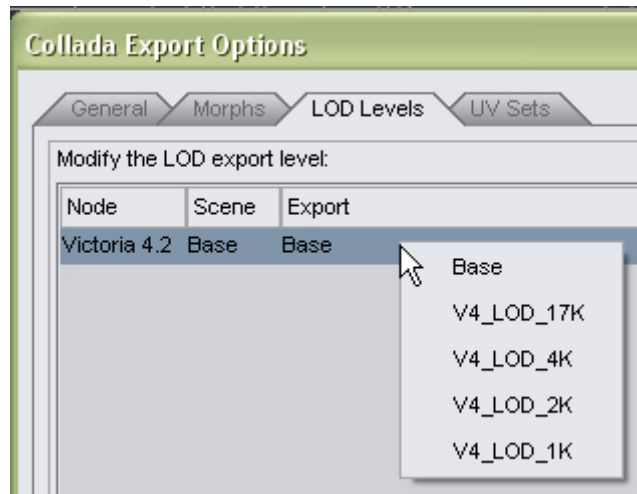 Collada Export Options
General Morphs LOD Levels UV Sets
Modify the LOD export level:
Node Scene Export
Victoria 4.2 Base Base
Base
V4_LOD_17K
V4_LOD_4K
V4_LOD_2K
V4_LOD_1K